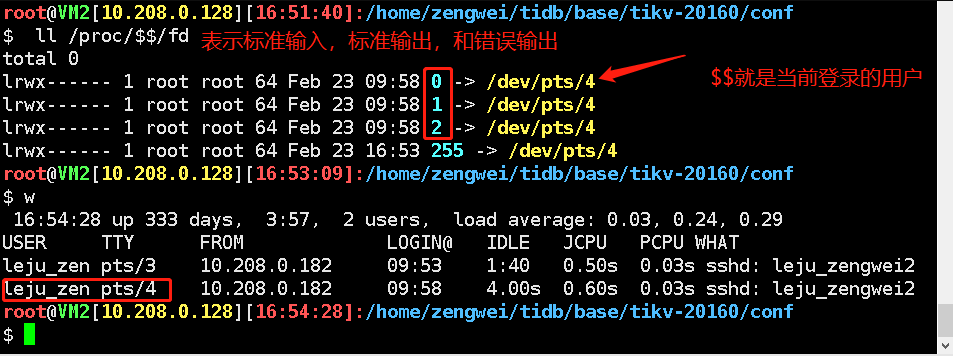 root@VM2[10.208.0.128][16:51:40]:/home/zengwei/tidb/base/tikv-20160/conf
$ ll /proc/$$/fd 表示标准输入，标准输出，和错误输出
total 0
lrwx------ 1 root root 64 Feb 23 09:58 0 -> /dev/pts/4
$$就是当前登录的用户
lrwx------ 1 root root 64 Feb 23 09:58 1 -> /dev/pts/4
lrwx------ 1 root root 64 Feb 23 09:58 2 -> /dev/pts/4
lrwx------ 1 root root 64 Feb 23 16:53 255 -> /dev/pts/4
root@VM2[10.208.0.128][16:53:09]:/home/zengwei/tidb/base/tikv-20160/conf
$ w
16:54:28 up 333 days, 3:57, 2 users, load average: 0.03, 0.24, 0.29
USER TTY FROM LOGIN@ IDLE JCPU PCPU WHAT
leju_zen pts/3 10.208.0.182 09:53 1:40 0.50s 0.03s sshd: leju_zengwei2
leju_zen pts/4 10.208.0.182 09:58 4.00s 0.60s 0.03s sshd: leju_zengwei2
root@VM2[10.208.0.128][16:54:28]:/home/zengwei/tidb/base/tikv-20160/conf
$